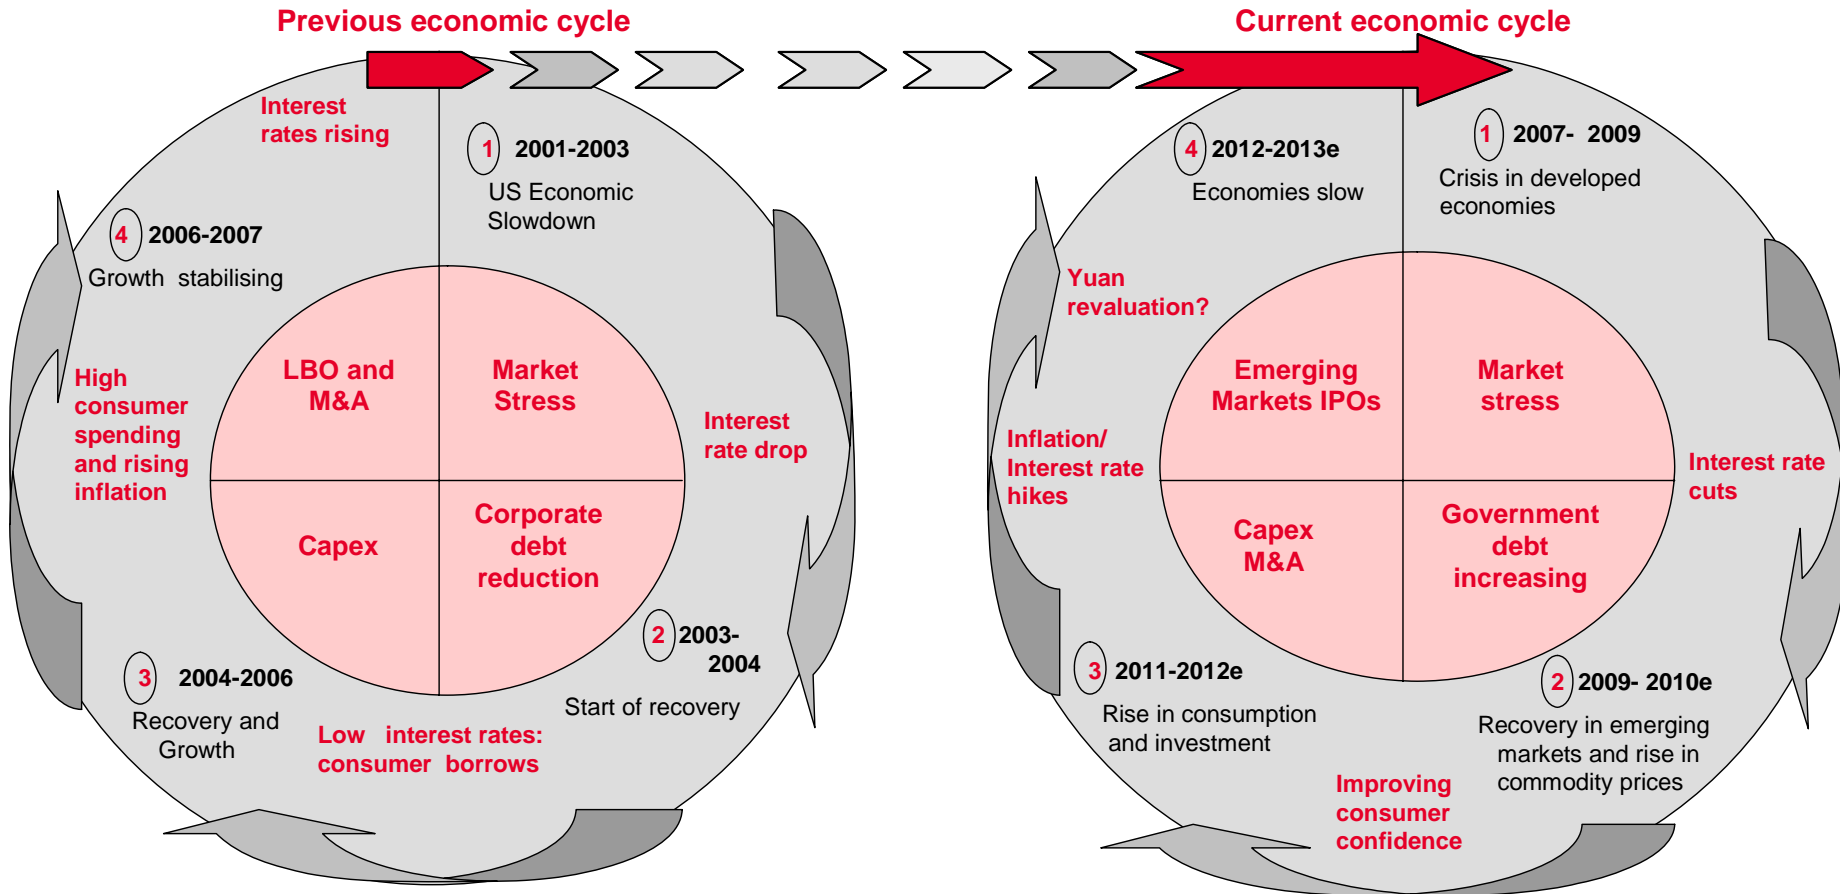 Previous economic cycle
Interest
rates rising
1 2001-2003
US Economic
Slowdown
4 2006-2007
Growth stabilising
LBO and
M&A
Market
Stress
High
consumer
spending
and rising
inflation
Interest
rate drop
Capex
Corporate
debt
reduction
2 2003-
2004
Start of recovery
3 2004-2006
Recovery and
Growth
Low interest rates:
consumer borrows
Current economic cycle
4 2012-2013e
Economies slow
1 2007- 2009
Crisis in developed
economies
Yuan
revaluation?
Emerging
Markets IPOs
Market
stress
Inflation/
Interest rate
hikes
Interest rate
cuts
Capex
M&A
Government
debt
increasing
3 2011-2012e
Rise in consumption
and investment
2 2009- 2010e
Recovery in emerging
markets and rise in
commodity prices
Improving
consumer
confidence